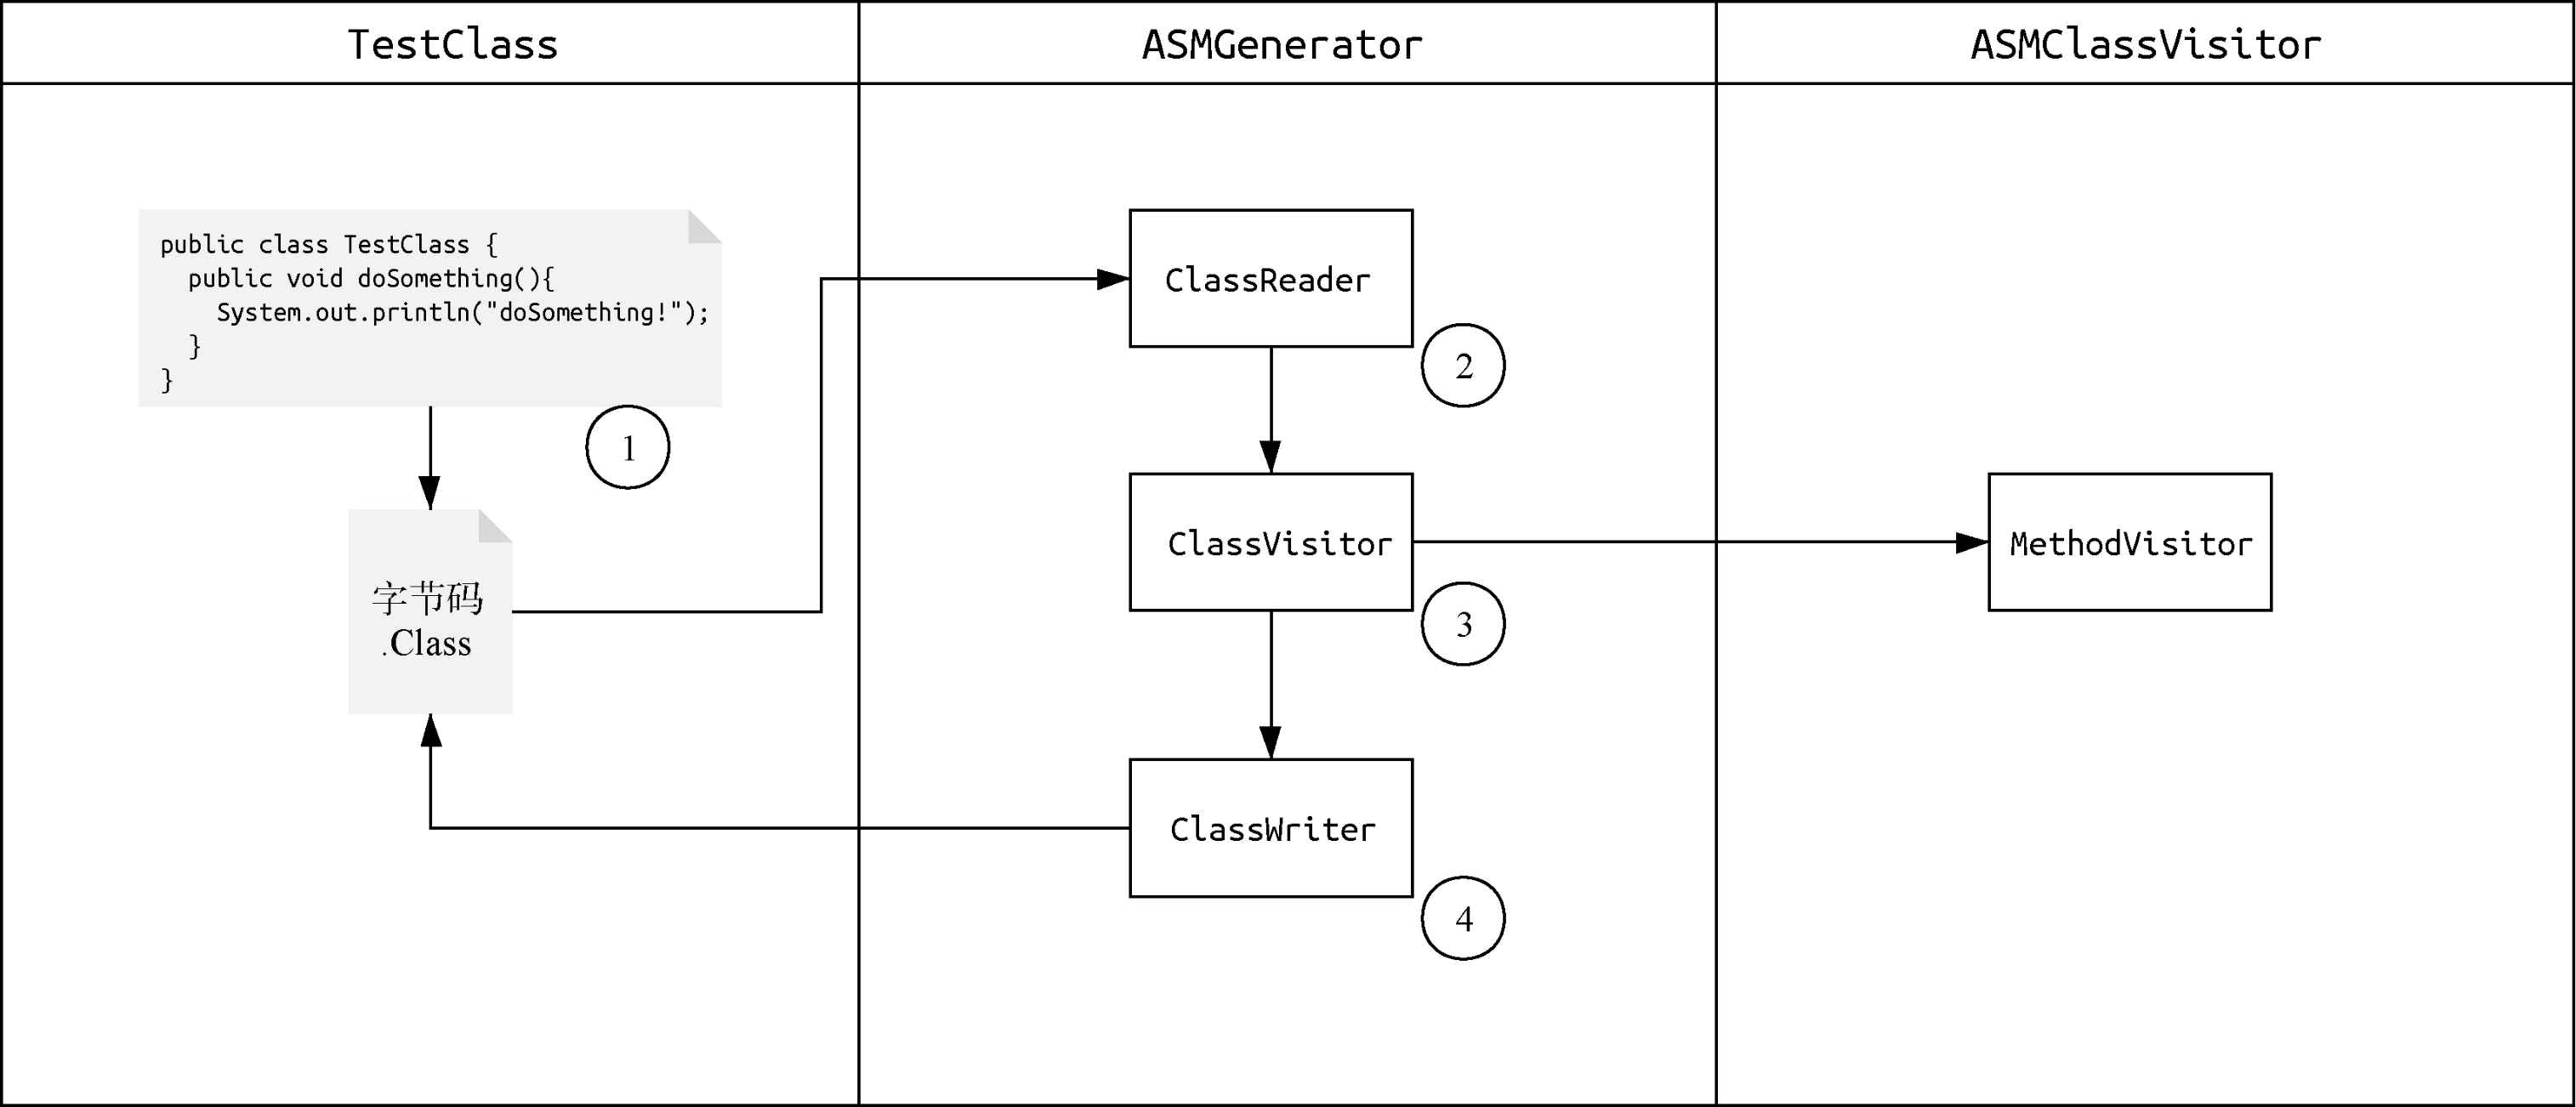 TestClass
ASMGenerator
ASMClassVisitor
public class TestClass {
  public void doSomething(){
    System.out.println("doSomething!");
  }
}
1
字节码
.Class
ClassReader
2
ClassVisitor
3
MethodVisitor
ClassWriter
4